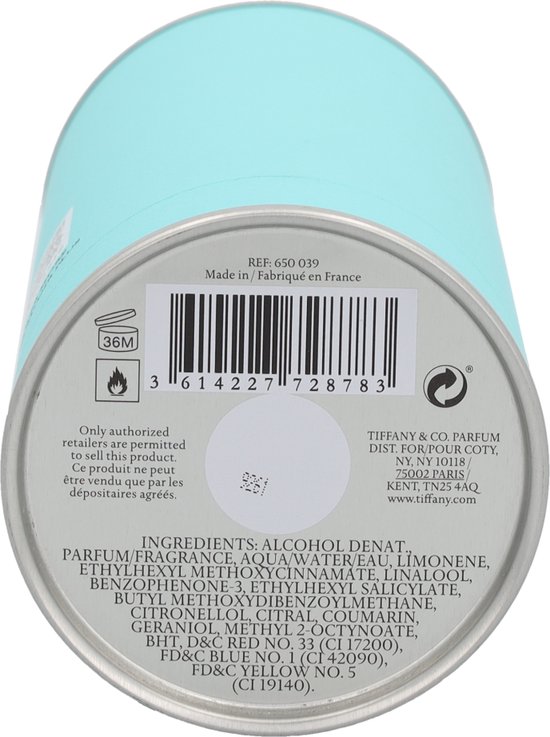 REF: 650 039
Made in / Fabriqué en France
36M
3 614227 728783
®
Only authorized
retailers are permitted
to sell this product.
Ce produit ne peut
être vendu que par les
dépositaires agréés.
TIFFANY & CO. PARFUM
DIST. FOR/POUR COTY,
NY, NY 10118 /
75002 PARIS /
KENT, TN25 4AQ
www.tiffany.com
INGREDIENTS: ALCOHOL DENAT.,
PARFUM/FRAGRANCE, AQUA/WATER/EAU, LIMONENE,
ETHYLHEXYL METHOXYCINNAMATE, LINALOOL,
BENZOPHENONE-3, ETHYLHEXYL SALICYLATE,
BUTYL METHOXYDIBENZOYLMETHANE,
CITRONELLOL, CITRAL, COUMARIN,
GERANIOL, METHYL 2-OCTYNOATE,
BHT, D&C RED NO. 33 (CI 17200),
FD&C BLUE NO. 1 (CI 42090),
FD&C YELLOW NO. 5
(CI 19140).